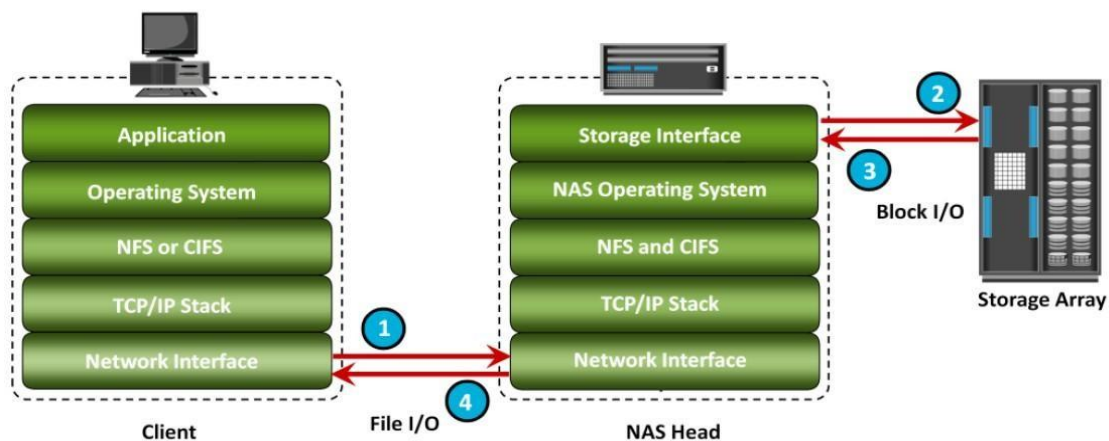 Application
Operating System
NFS or CIFS
TCP/IP Stack
Network Interface
Client
1
4
File I/O
Storage Interface
NAS Operating System
NFS and CIFS
TCP/IP Stack
Network Interface
NAS Head
2
3
Block I/O
Storage Array